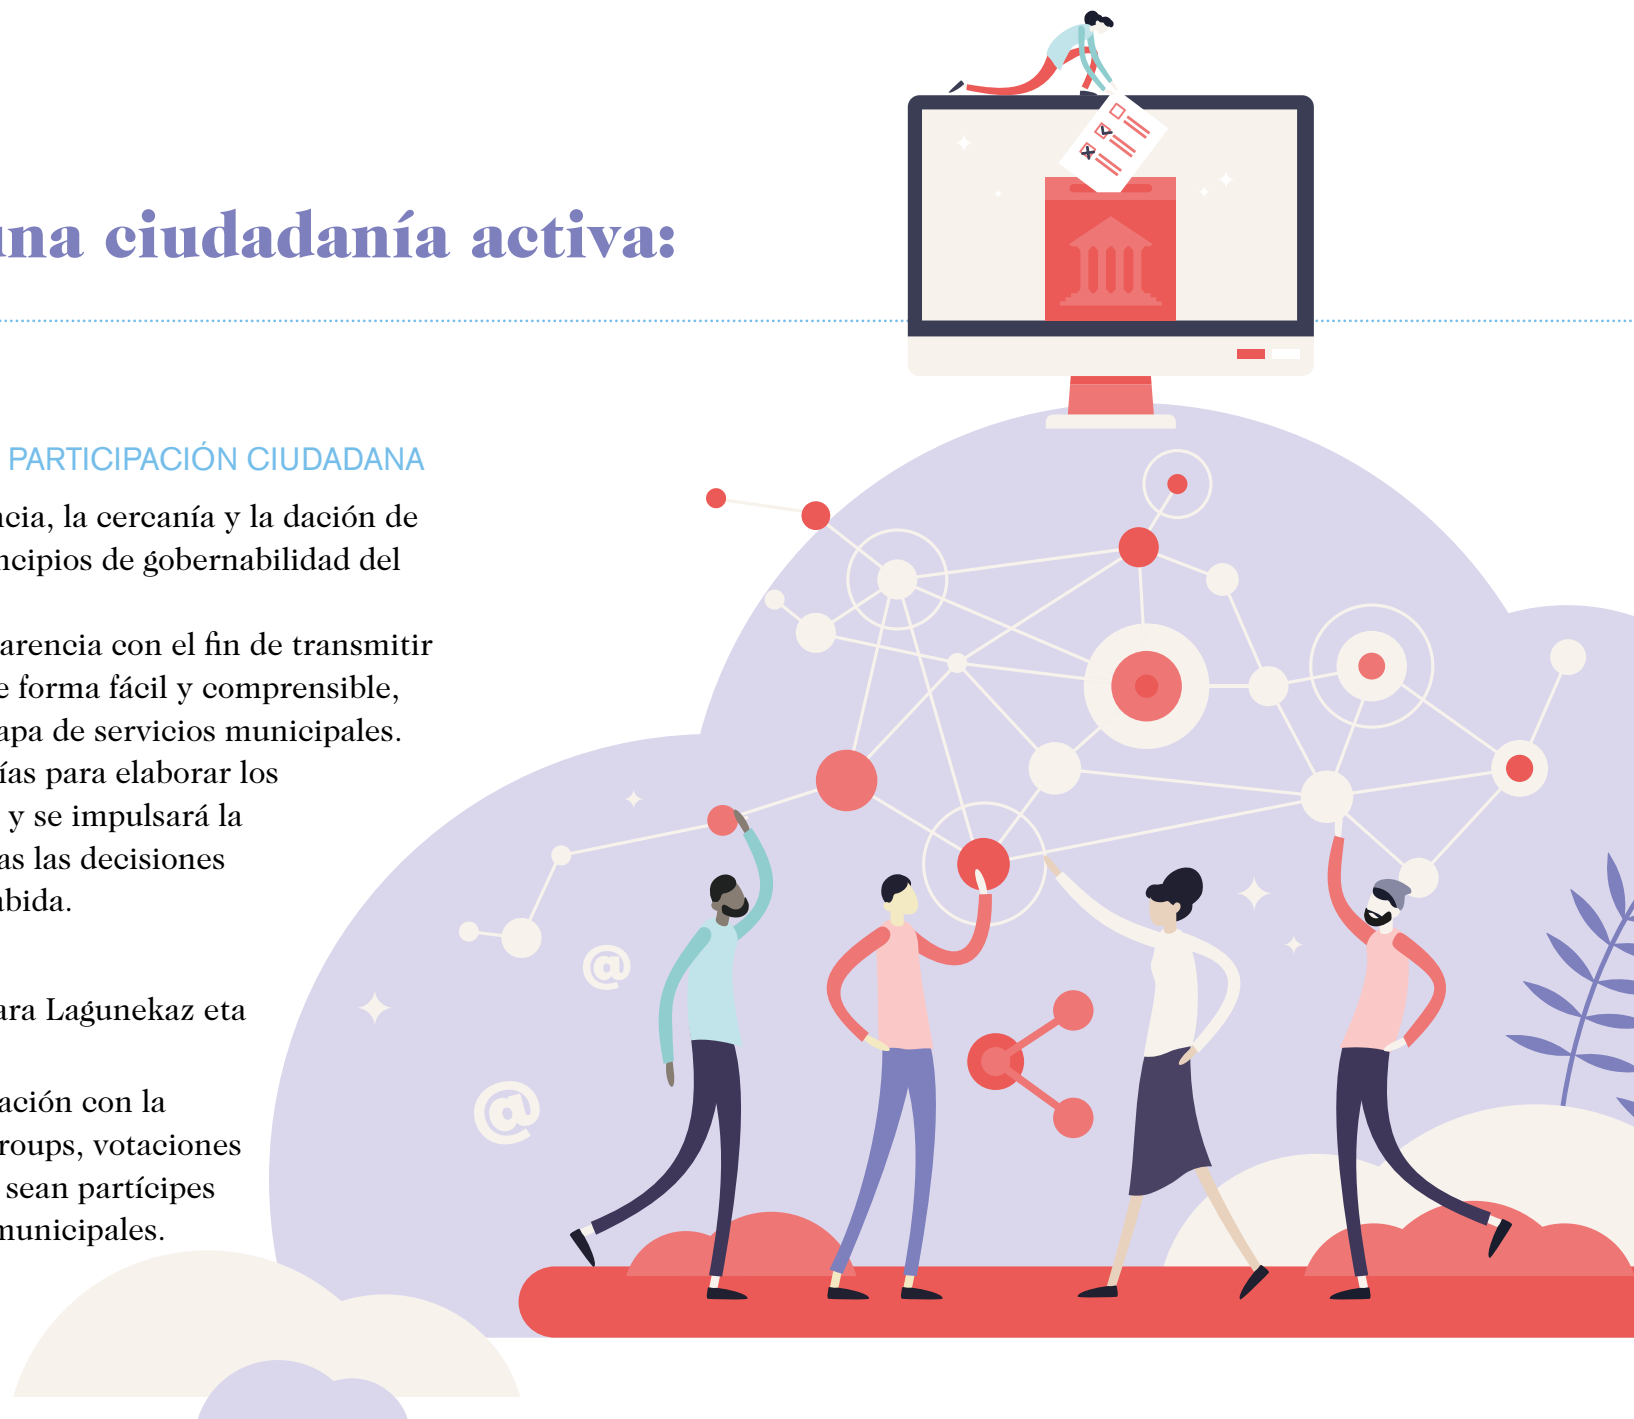 una ciudadanía activa:
PARTICIPACIÓN CIUDADANA
ncia, la cercanía y la dación de
ncipios de gobernabilidad del
arencia con el fin de transmitir
e forma fácil y comprensible,
apa de servicios municipales.
ías para elaborar los
y se impulsará la
as las decisiones
abida.
ara Lagunekaz eta
ación con la
roups, votaciones
sean partícipes
municipales.
@
@